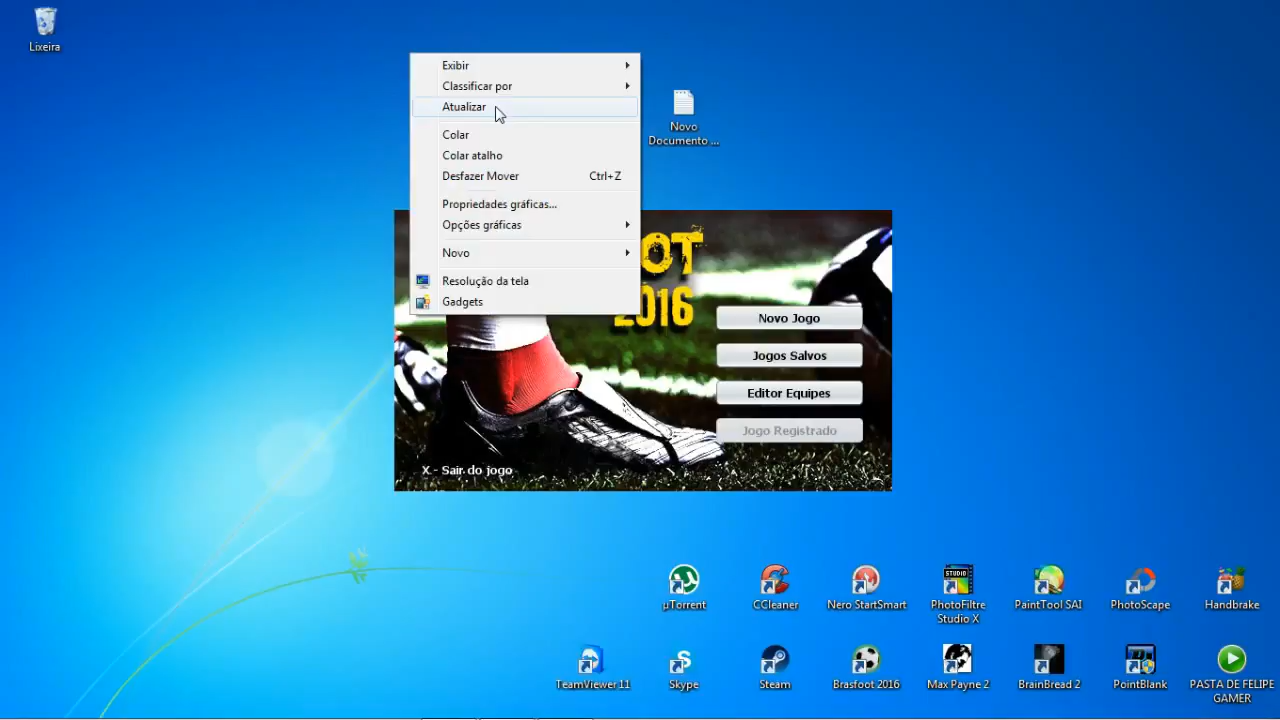 Lixeira
Exibir
Classificar por
Atualizar
Colar
Colar atalho
Desfazer Mover Ctrl+Z
Propriedades gráficas...
Opções gráficas
Novo
Resolução da tela
Gadgets
Novo
Documento ...
OT
2016
Novo Jogo
Jogos Salvos
Editor Equipes
Jogo Registrado
X - Sair do jogo
µTorrent
CCleaner
Nero StartSmart
STUDIO
PhotoFiltre
Studio X
PaintTool SAI
PhotoScape
Handbrake
TeamViewer 11
Skype
Steam
Brasfoot 2016
Max Payne 2
BrainBread 2
PointBlank
PASTA DE FELIPE
GAMER